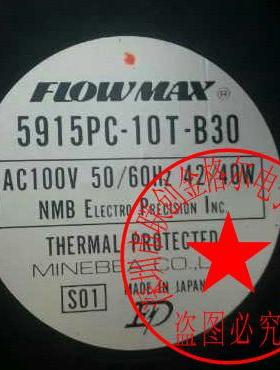 FLOWMAX®
5915PC-10T-B30
AC100V 50/60Hz 42/40W
NMB ELECTRO PRECISION INC.
THERMAL PROTECTED
MINEBEA CO.,L
S01
MADE IN JAPAN
盗图必究